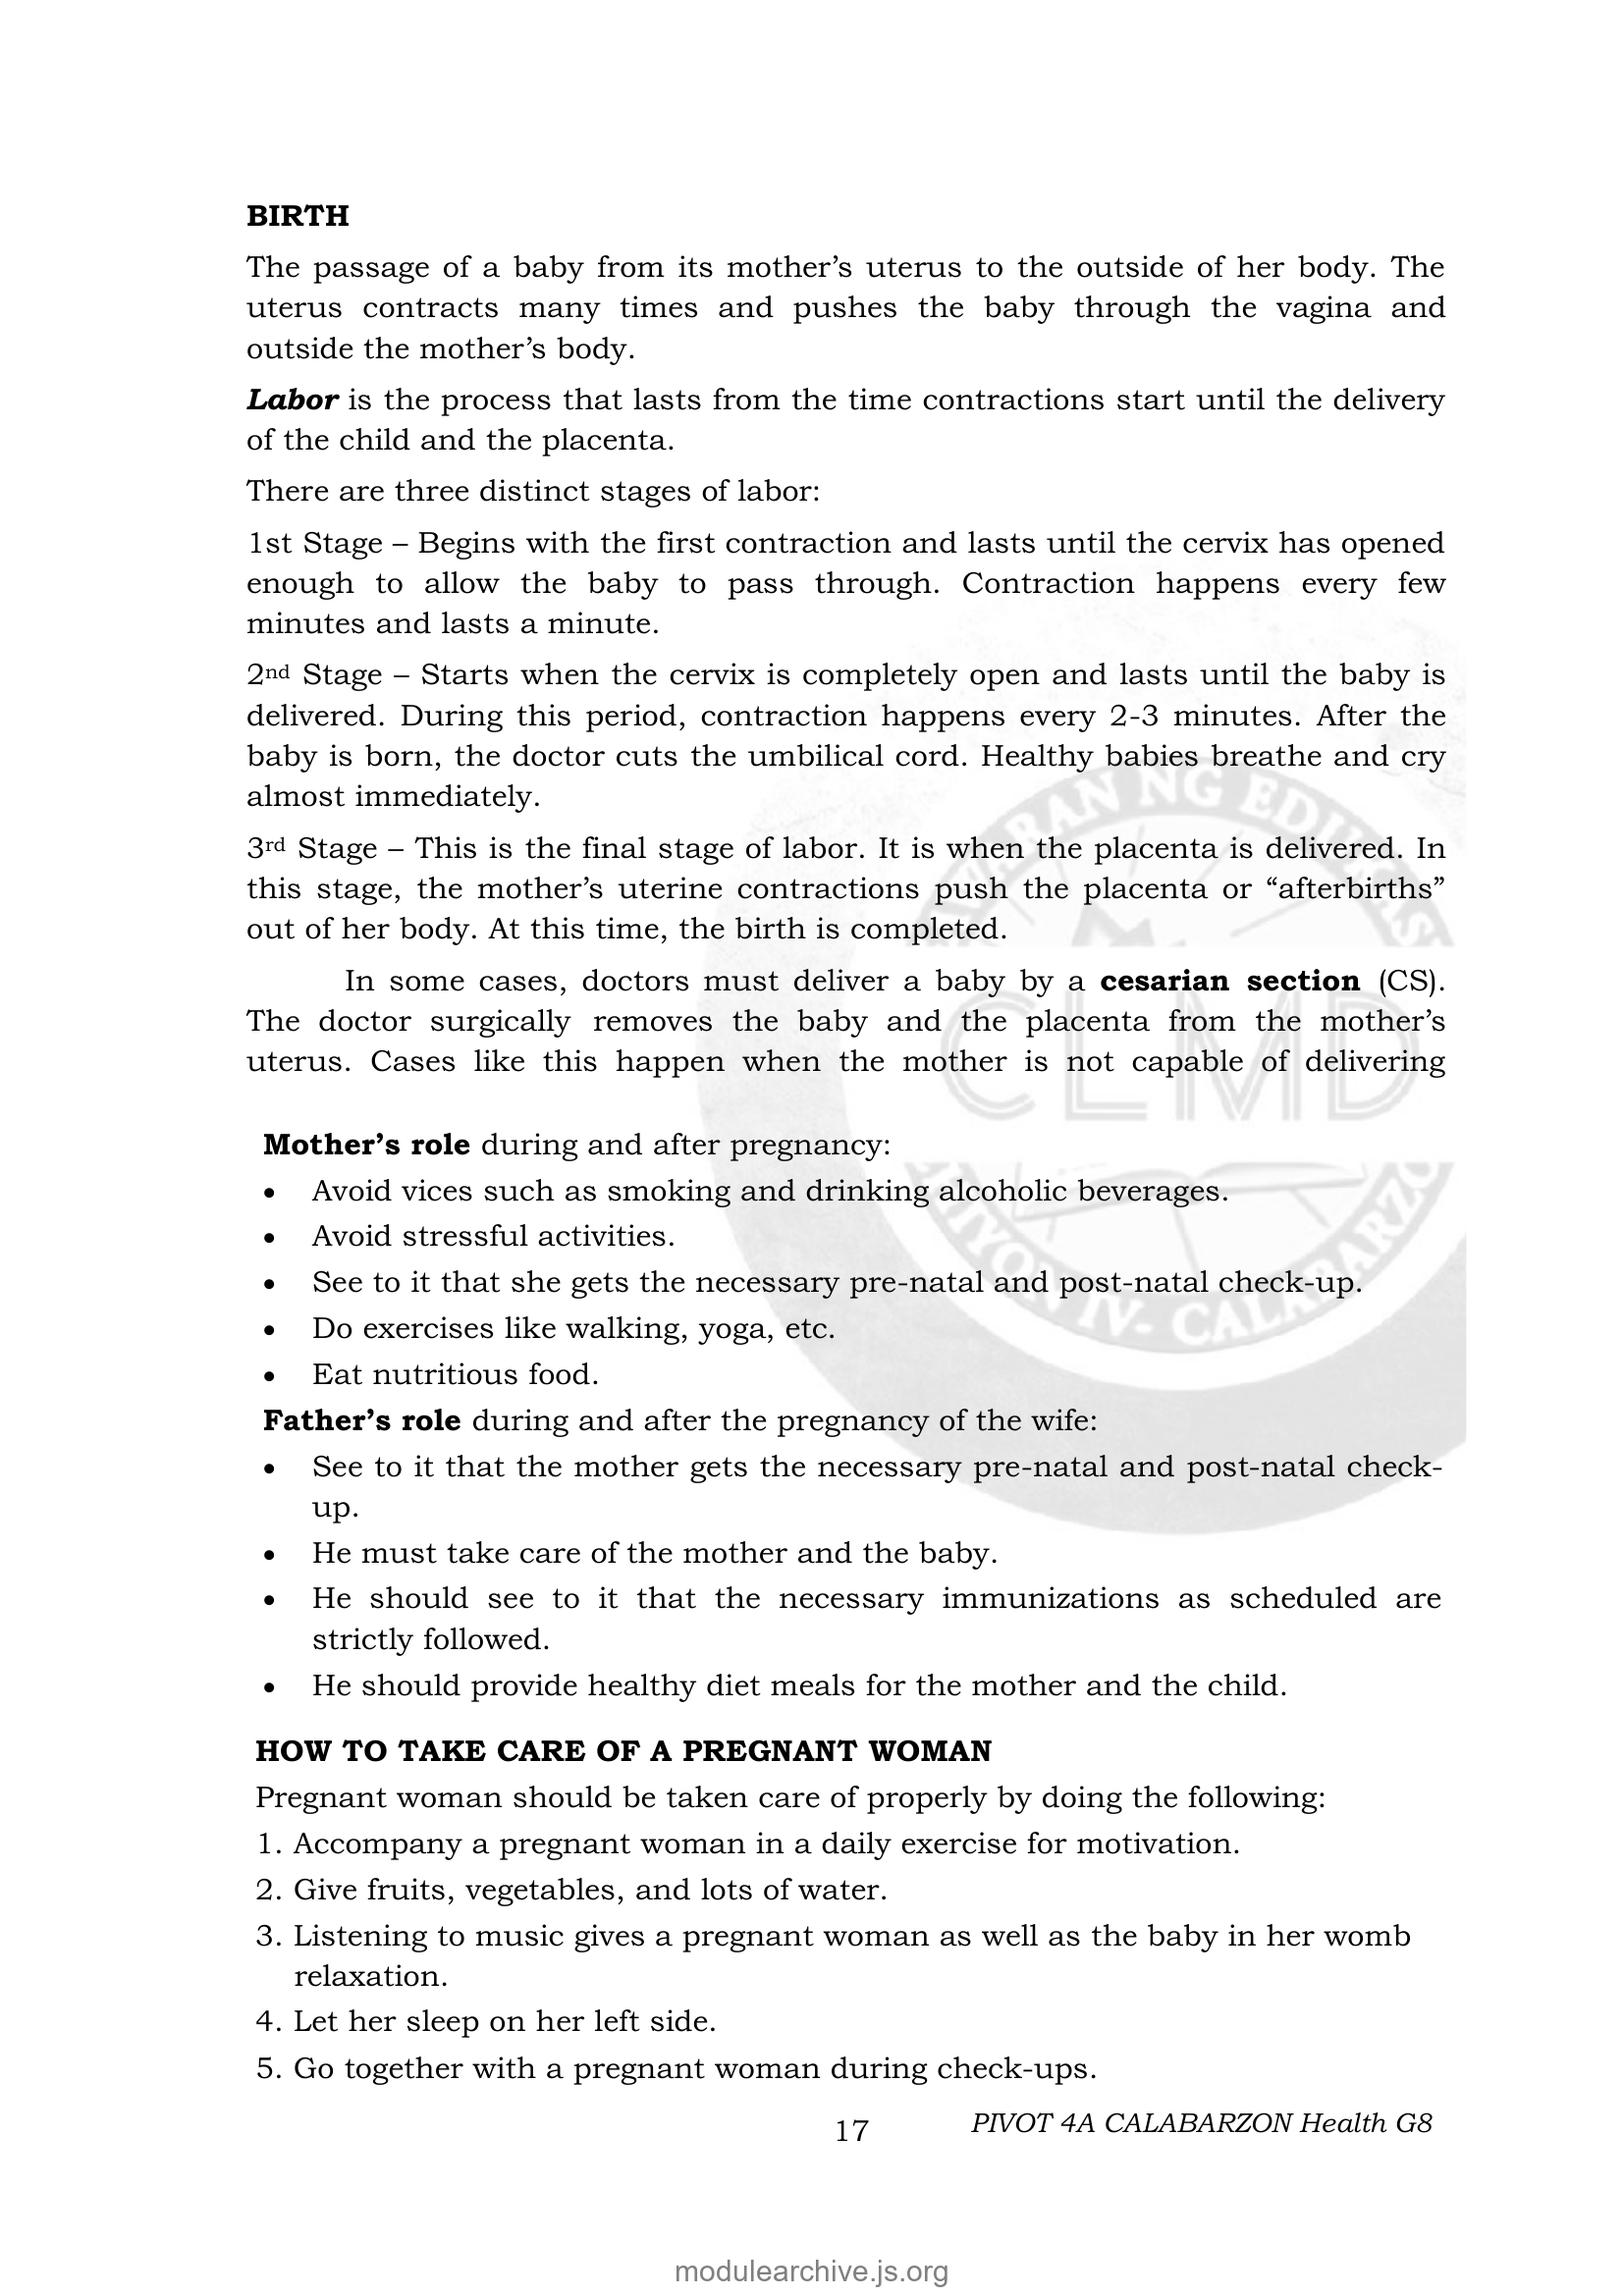 BIRTH
The passage of a baby from its mother’s uterus to the outside of her body. The
uterus contracts many times and pushes the baby through the vagina and
outside the mother’s body.
Labor is the process that lasts from the time contractions start until the delivery
of the child and the placenta.
There are three distinct stages of labor:
1st Stage – Begins with the first contraction and lasts until the cervix has opened
enough to allow the baby to pass through. Contraction happens every few
minutes and lasts a minute.
2nd Stage – Starts when the cervix is completely open and lasts until the baby is
delivered. During this period, contraction happens every 2-3 minutes. After the
baby is born, the doctor cuts the umbilical cord. Healthy babies breathe and cry
almost immediately.
3rd Stage – This is the final stage of labor. It is when the placenta is delivered. In
this stage, the mother’s uterine contractions push the placenta or “afterbirths”
out of her body. At this time, the birth is completed.
In some cases, doctors must deliver a baby by a cesarian section (CS).
The doctor surgically removes the baby and the placenta from the mother’s
uterus. Cases like this happen when the mother is not capable of delivering
CLMD
Mother’s role during and after pregnancy:
• Avoid vices such as smoking and drinking alcoholic beverages.
• Avoid stressful activities.
• See to it that she gets the necessary pre-natal and post-natal check-up.
• Do exercises like walking, yoga, etc.
• Eat nutritious food.
Father’s role during and after the pregnancy of the wife:
• See to it that the mother gets the necessary pre-natal and post-natal check-
up.
• He must take care of the mother and the baby.
• He should see to it that the necessary immunizations as scheduled are
strictly followed.
• He should provide healthy diet meals for the mother and the child.
HOW TO TAKE CARE OF A PREGNANT WOMAN
Pregnant woman should be taken care of properly by doing the following:
1. Accompany a pregnant woman in a daily exercise for motivation.
2. Give fruits, vegetables, and lots of water.
3. Listening to music gives a pregnant woman as well as the baby in her womb
relaxation.
4. Let her sleep on her left side.
5. Go together with a pregnant woman during check-ups.
17 PIVOT 4A CALABARZON Health G8
modulearchive.js.org